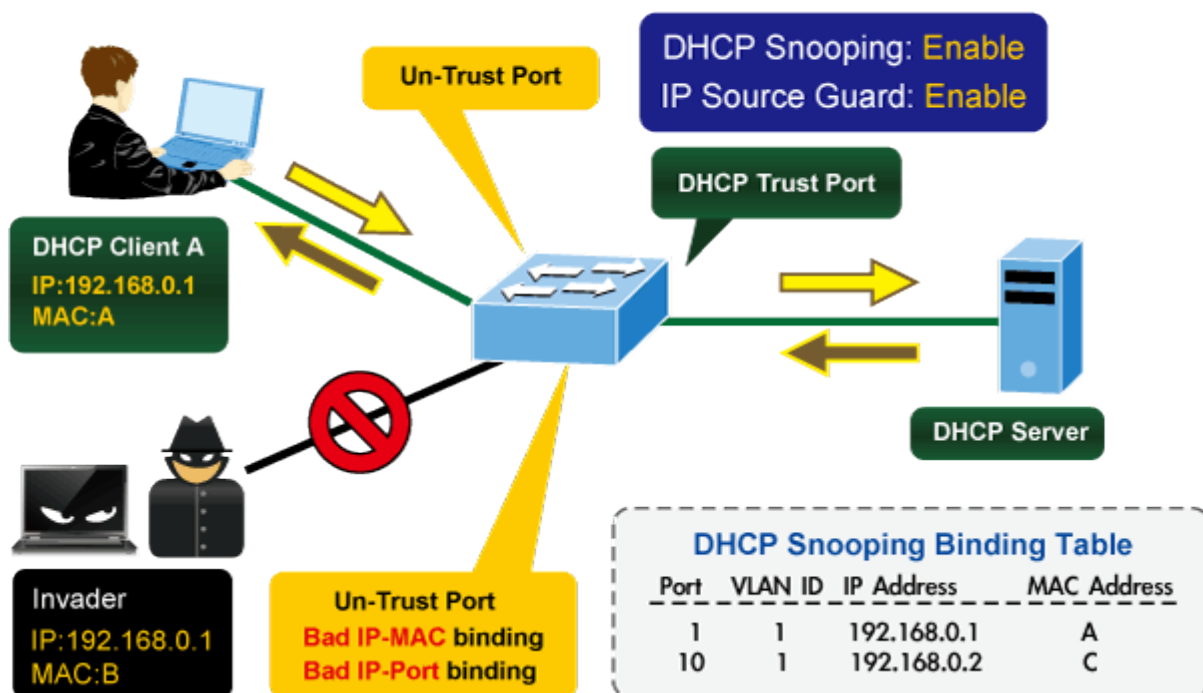 DHCP Snooping: Enable
IP Source Guard: Enable
Un-Trust Port
DHCP Trust Port
DHCP Client A
IP:192.168.0.1
MAC:A
DHCP Server
Invader
IP:192.168.0.1
MAC:B
Un-Trust Port
Bad IP-MAC binding
Bad IP-Port binding
DHCP Snooping Binding Table
Port VLAN ID IP Address MAC Address
1 1 192.168.0.1 A
10 1 192.168.0.2 C